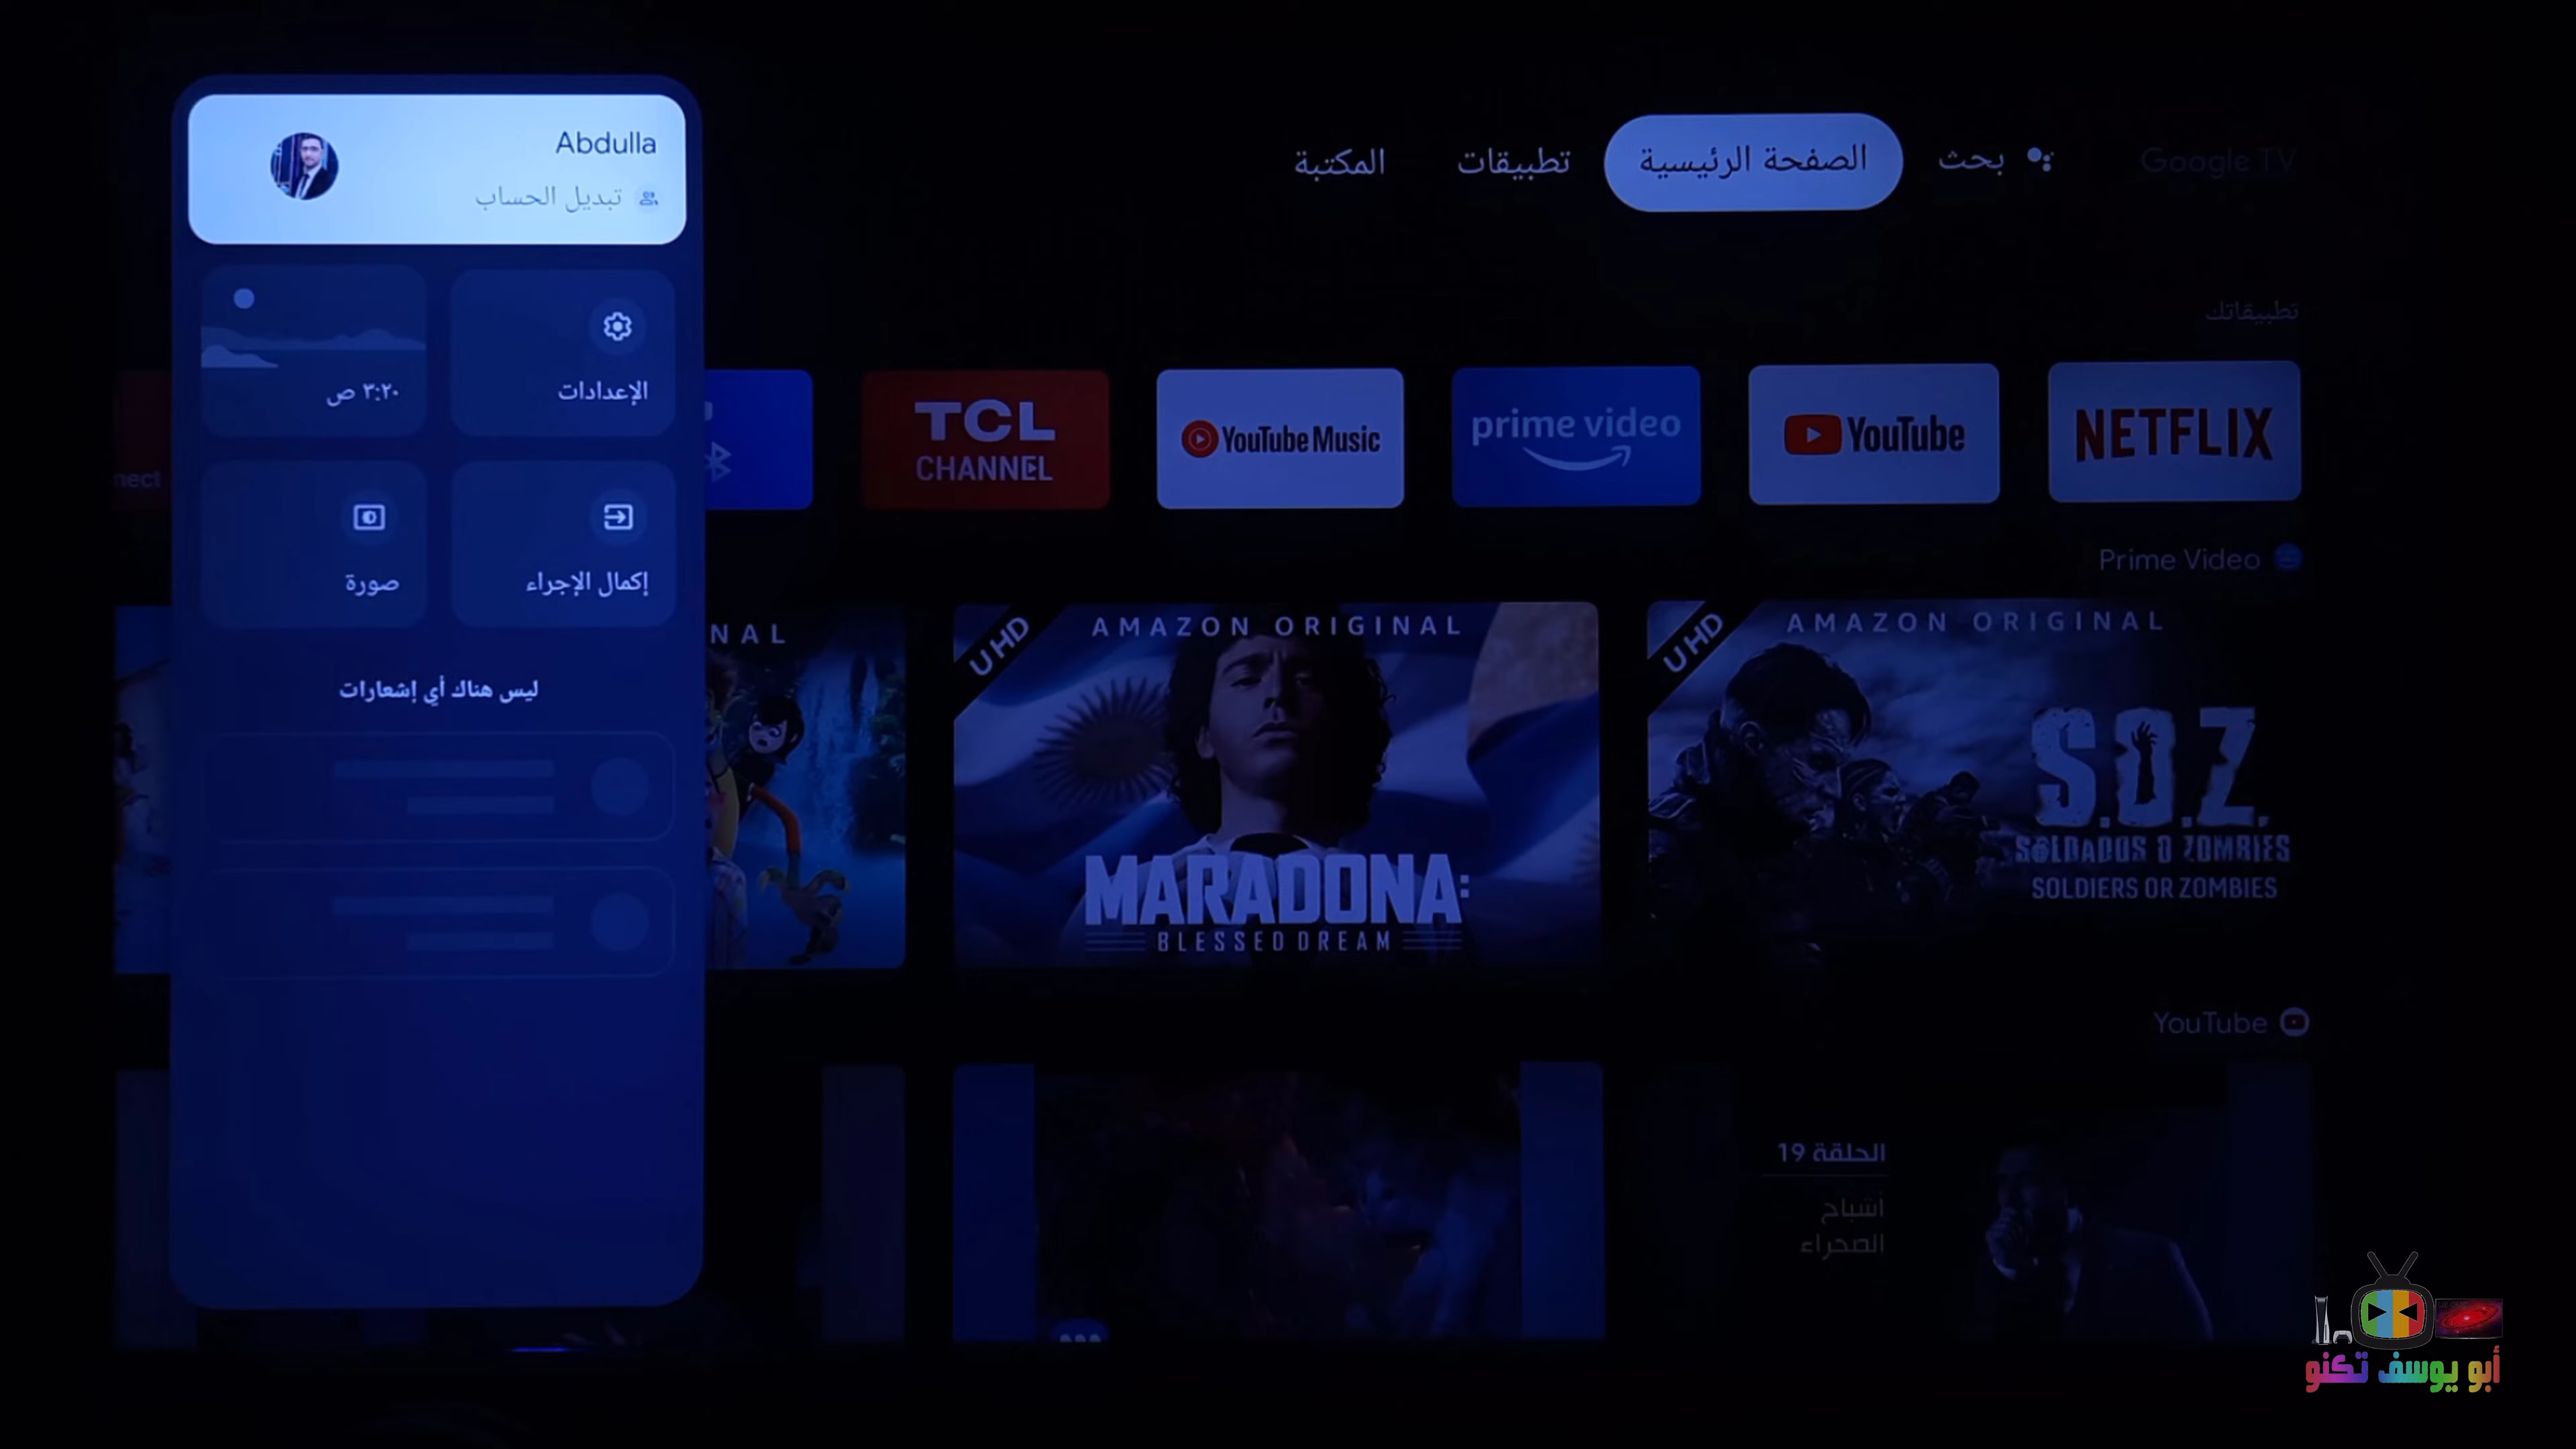 Google TV
بحث
الصفحة الرئيسية
تطبيقات
المكتبة
Abdulla
تبديل الحساب
الإعدادات
٣:٢٠ ص
إكمال الإجراء
صورة
ليس هناك أي إشعارات
تطبيقاتك
NETFLIX
YouTube
prime video
YouTube Music
TCL
CHANNEL
nect
Prime Video
AMAZON ORIGINAL
UHD
S.O.Z.
SOLDADOS O ZOMBIES
SOLDIERS OR ZOMBIES
AMAZON ORIGINAL
UHD
MARADONA:
BLESSED DREAM
NAL
YouTube
الحلقة 19
أشباح
الصحراء
أبو يوسف تكنو